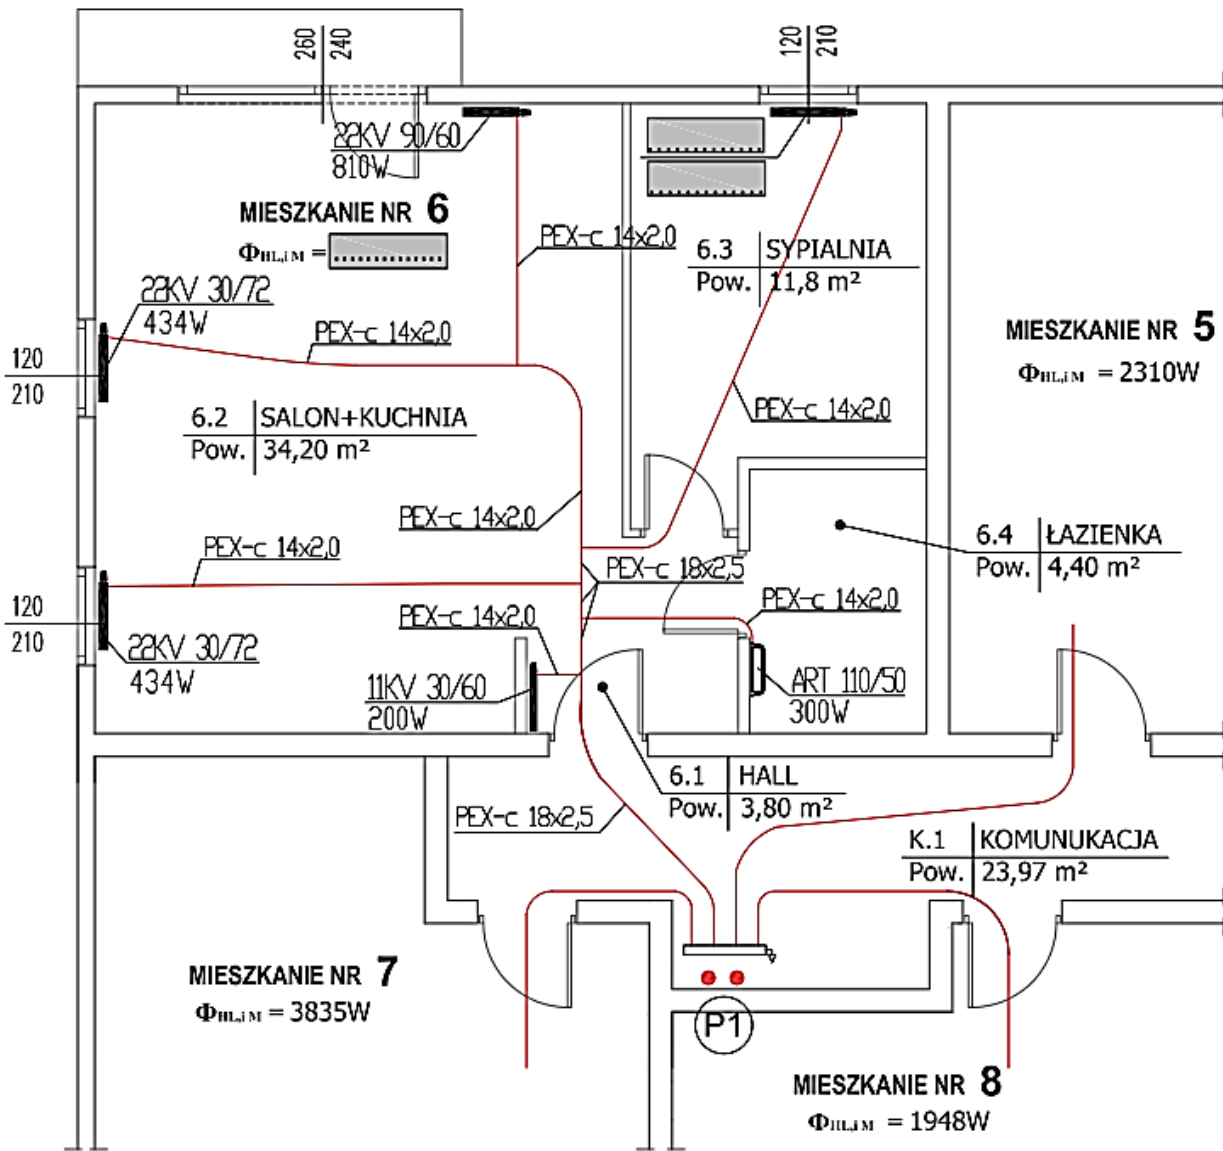 260
240
120
210
22KV 90/60
810W
MIESZKANIE NR 6
ΦHL,i M =
PEX-c 14x2,0
6.3 SYPIALNIA
Pow. 11,8 m²
22KV 30/72
434W
PEX-c 14x2,0
MIESZKANIE NR 5
ΦHL,i M = 2310W
120
210
6.2 SALON+KUCHNIA
Pow. 34,20 m²
PEX-c 14x2,0
PEX-c 14x2,0
PEX-c 14x2,0
6.4 ŁAZIENKA
Pow. 4,40 m²
PEX-c 18x2,5
120
210
PEX-c 14x2,0
PEX-c 14x2,0
22KV 30/72
434W
11KV 30/60
200W
ART 110/50
300W
6.1 HALL
Pow. 3,80 m²
PEX-c 18x2,5
K.1 KOMUNUKACJA
Pow. 23,97 m²
MIESZKANIE NR 7
ΦHL,i M = 3835W
P1
MIESZKANIE NR 8
ΦHL,i M = 1948W